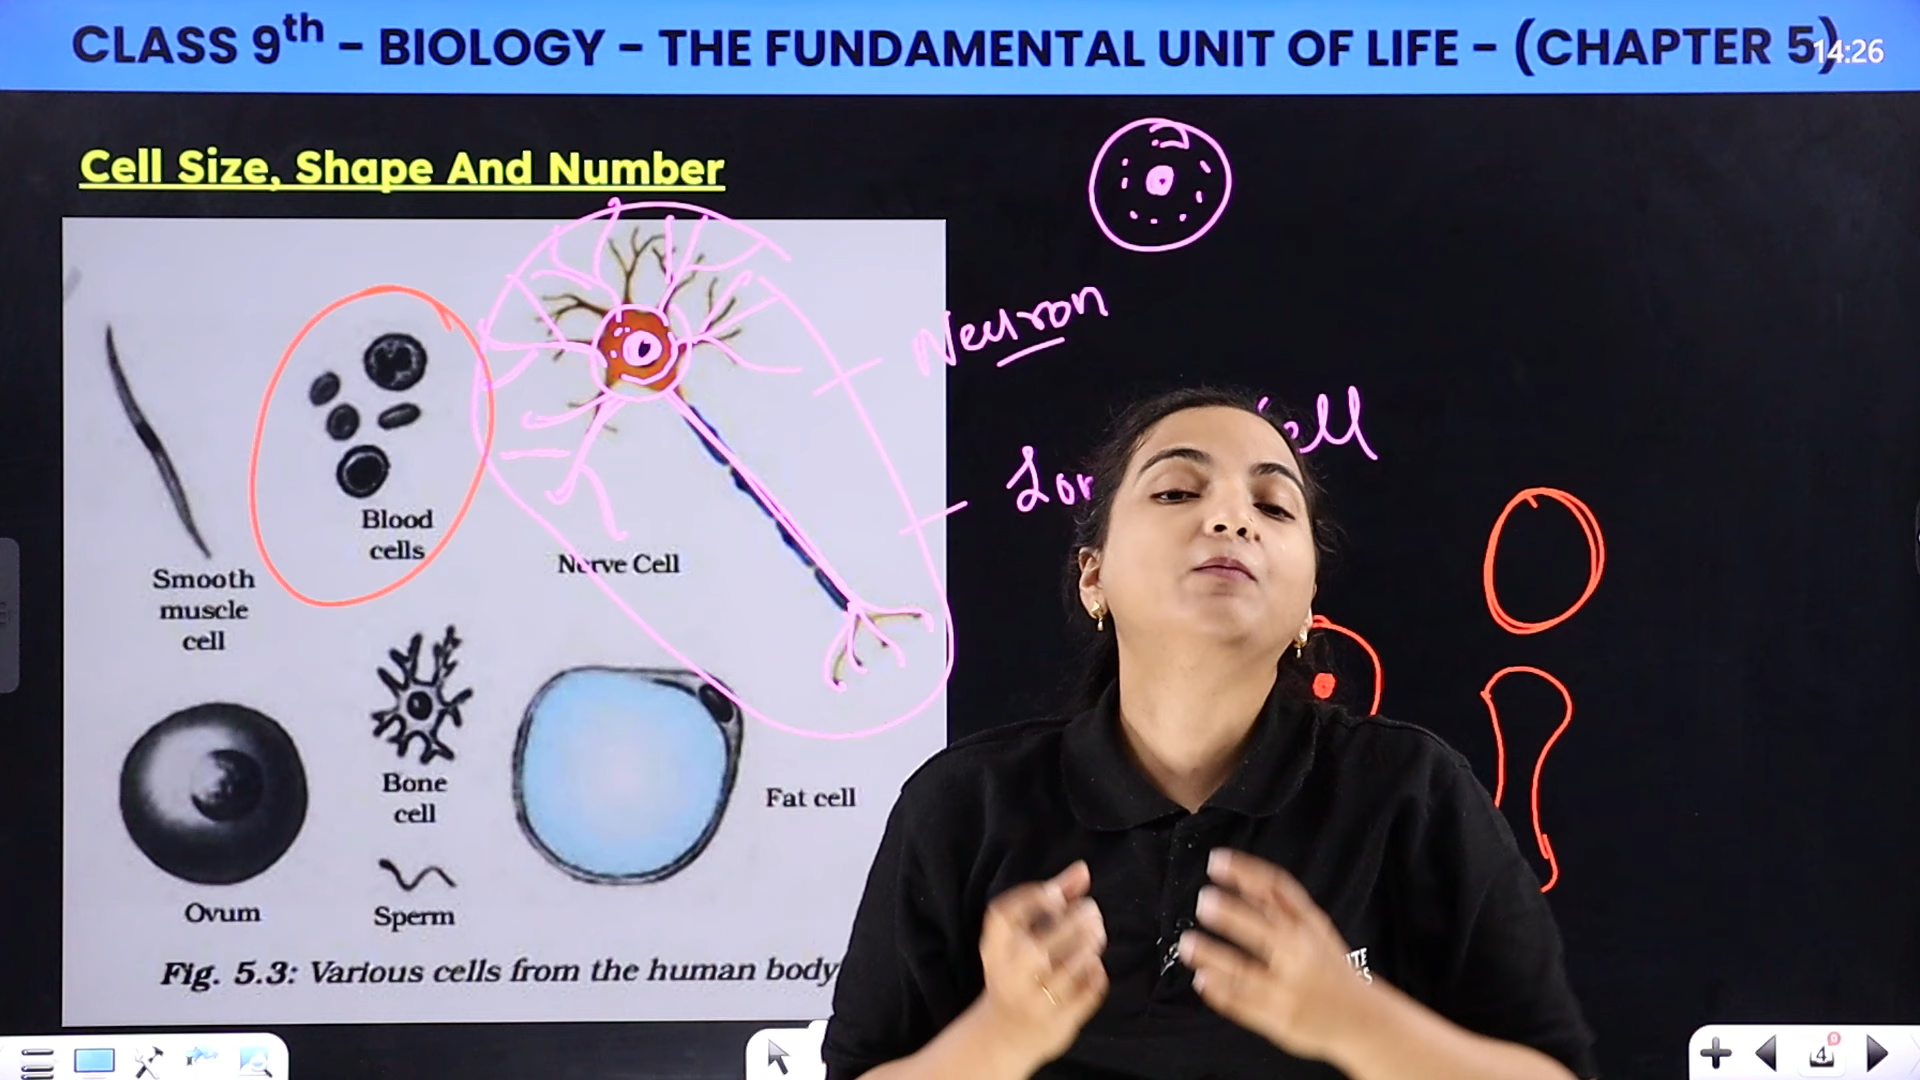 CLASS 9th - BIOLOGY - THE FUNDAMENTAL UNIT OF LIFE - (CHAPTER 5)
14:26
Cell Size, Shape And Number
Neuron
Blood
cells
Nerve Cell
Smooth
muscle
cell
Bone
cell
Fat cell
Ovum
Sperm
Fig. 5.3: Various cells from the human body
4